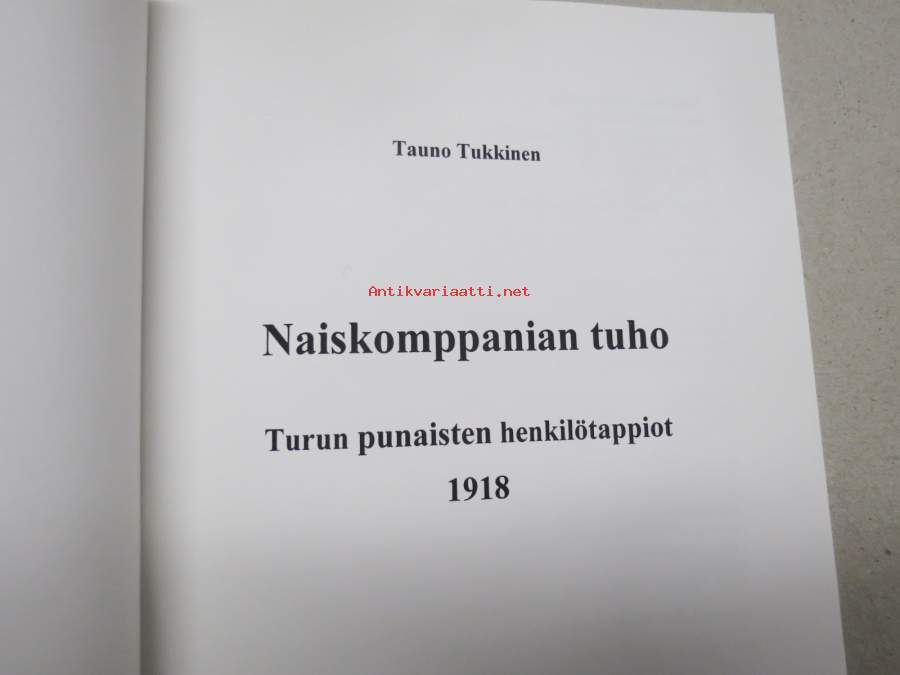 Tauno Tukkinen
Antikvariaatti.net
Naiskomppanian tuho
Turun punaisten henkilötappiot
1918